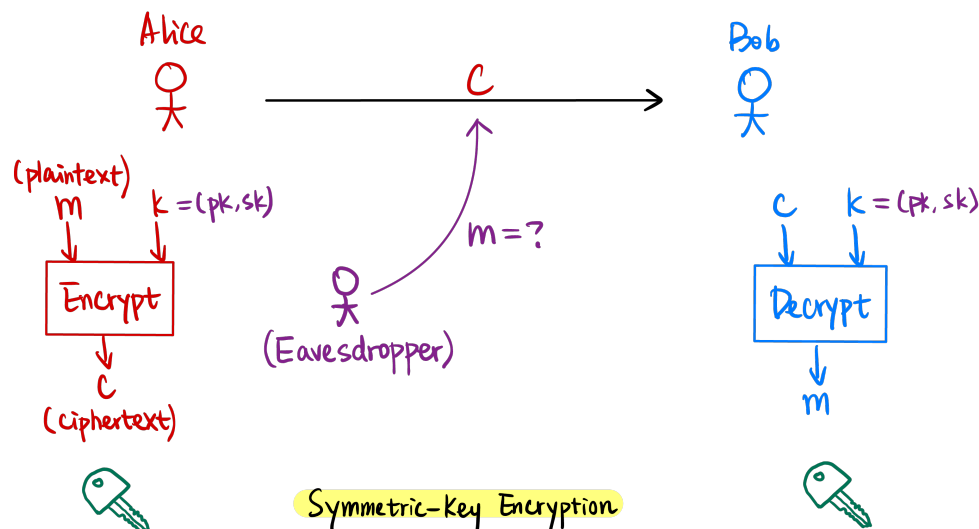 Alice
Bob
C
(plaintext)
m
k = (pk, sk)
Encrypt
C
(ciphertext)
m = ?
(Eavesdropper)
C
k = (pk, sk)
Decrypt
m
Symmetric-Key Encryption